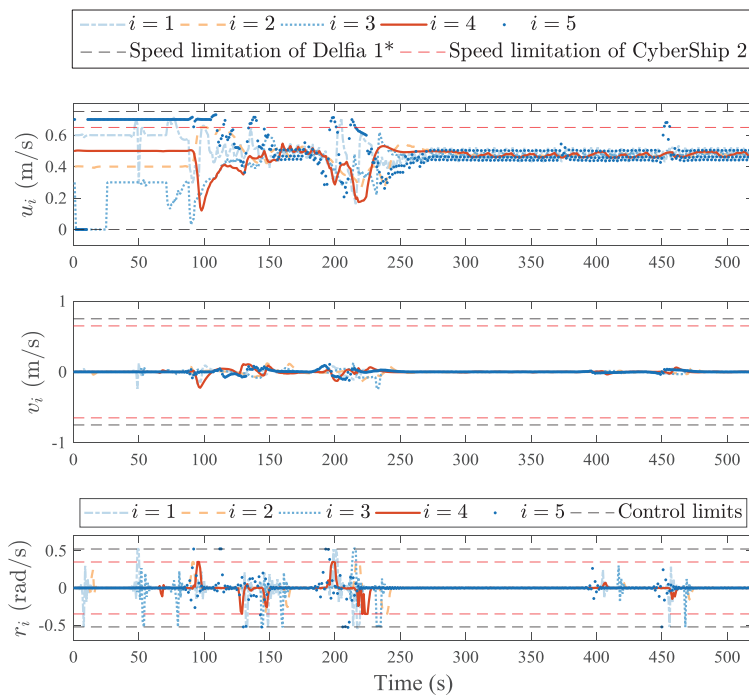 i = 1 i = 2 i = 3 i = 4 i = 5
Speed limitation of Delfia 1* Speed limitation of CyberShip 2
0.6
0.4
0.2
0
u_i (m/s)
0 50 100 150 200 250 300 350 400 450 500
1
0
-1
v_i (m/s)
0 50 100 150 200 250 300 350 400 450 500
i = 1 i = 2 i = 3 i = 4 i = 5 Control limits
0.5
0
-0.5
r_i (rad/s)
0 50 100 150 200 250 300 350 400 450 500
Time (s)